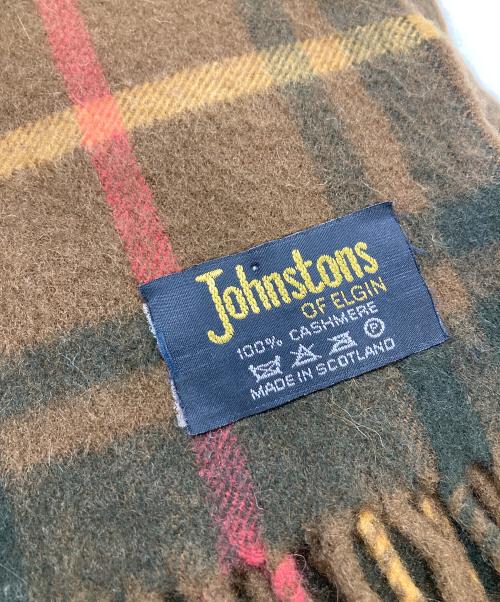 Johnstons
OF ELGIN
100% CASHMERE
P
MADE IN SCOTLAND